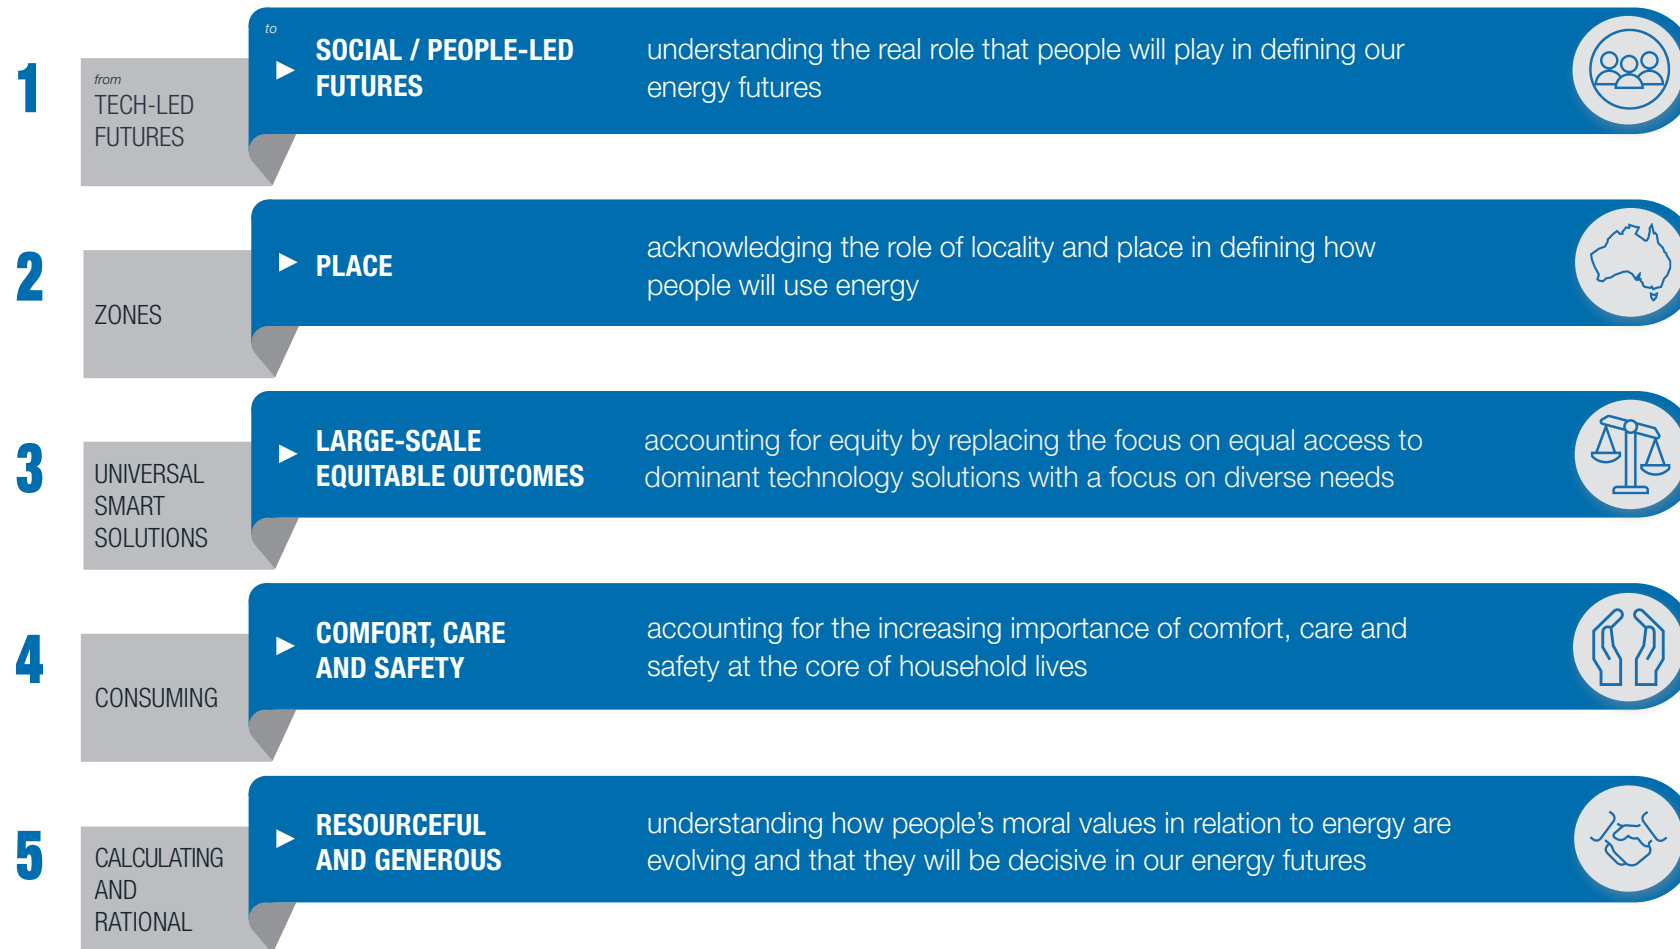 1
from
TECH-LED
FUTURES
to
► SOCIAL / PEOPLE-LED
FUTURES
understanding the real role that people will play in defining our
energy futures
2
ZONES
► PLACE
acknowledging the role of locality and place in defining how
people will use energy
3
UNIVERSAL
SMART
SOLUTIONS
► LARGE-SCALE
EQUITABLE OUTCOMES
accounting for equity by replacing the focus on equal access to
dominant technology solutions with a focus on diverse needs
4
CONSUMING
► COMFORT, CARE
AND SAFETY
accounting for the increasing importance of comfort, care and
safety at the core of household lives
5
CALCULATING
AND
RATIONAL
► RESOURCEFUL
AND GENEROUS
understanding how people’s moral values in relation to energy are
evolving and that they will be decisive in our energy futures